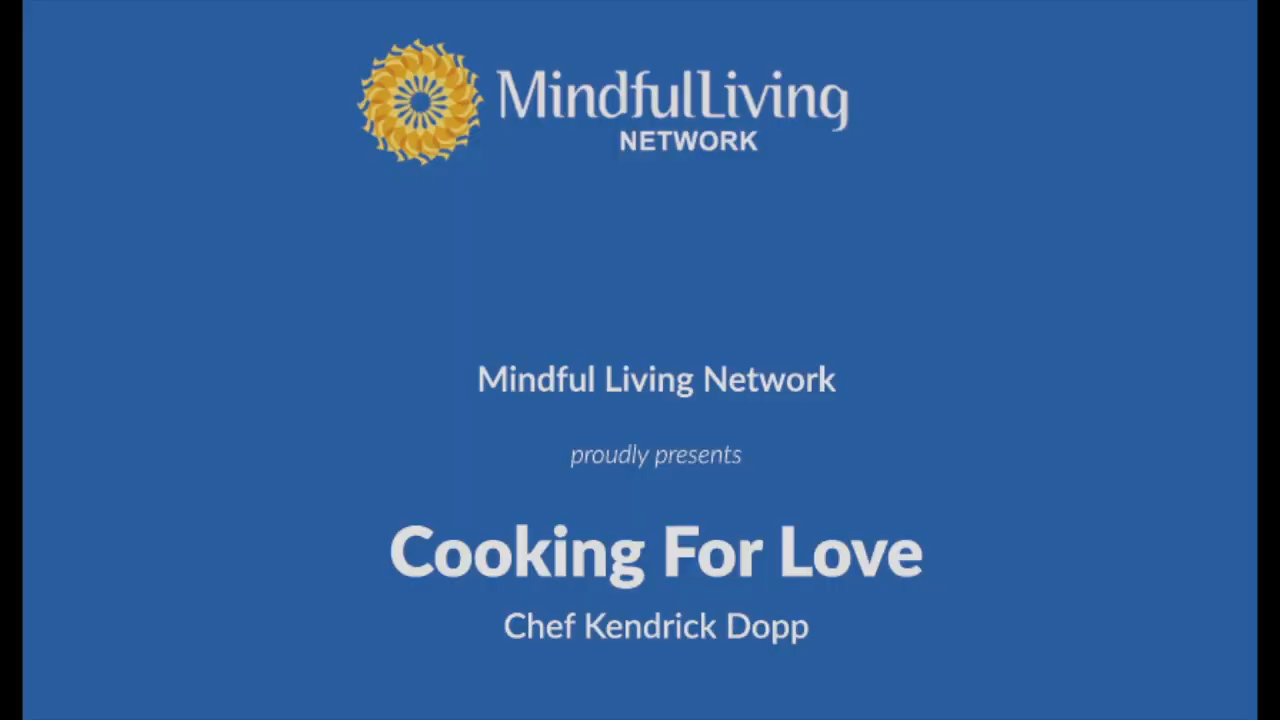 MindfulLiving
NETWORK
Mindful Living Network
proudly presents
Cooking For Love
Chef Kendrick Dopp